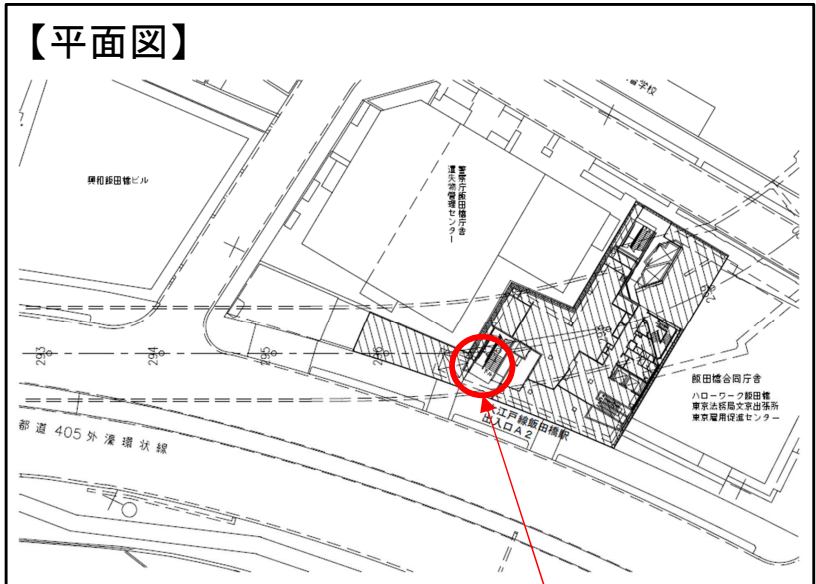 【平面図】
興和飯田橋ビル
警察庁飯田橋庁舎
遺失物管理センター
293
294
295
296
飯田橋合同庁舎
ハローワーク飯田橋
東京法務局文京出張所
東京雇用促進センター
大江戸線飯田橋駅
出入口A2
都道405外濠環状線